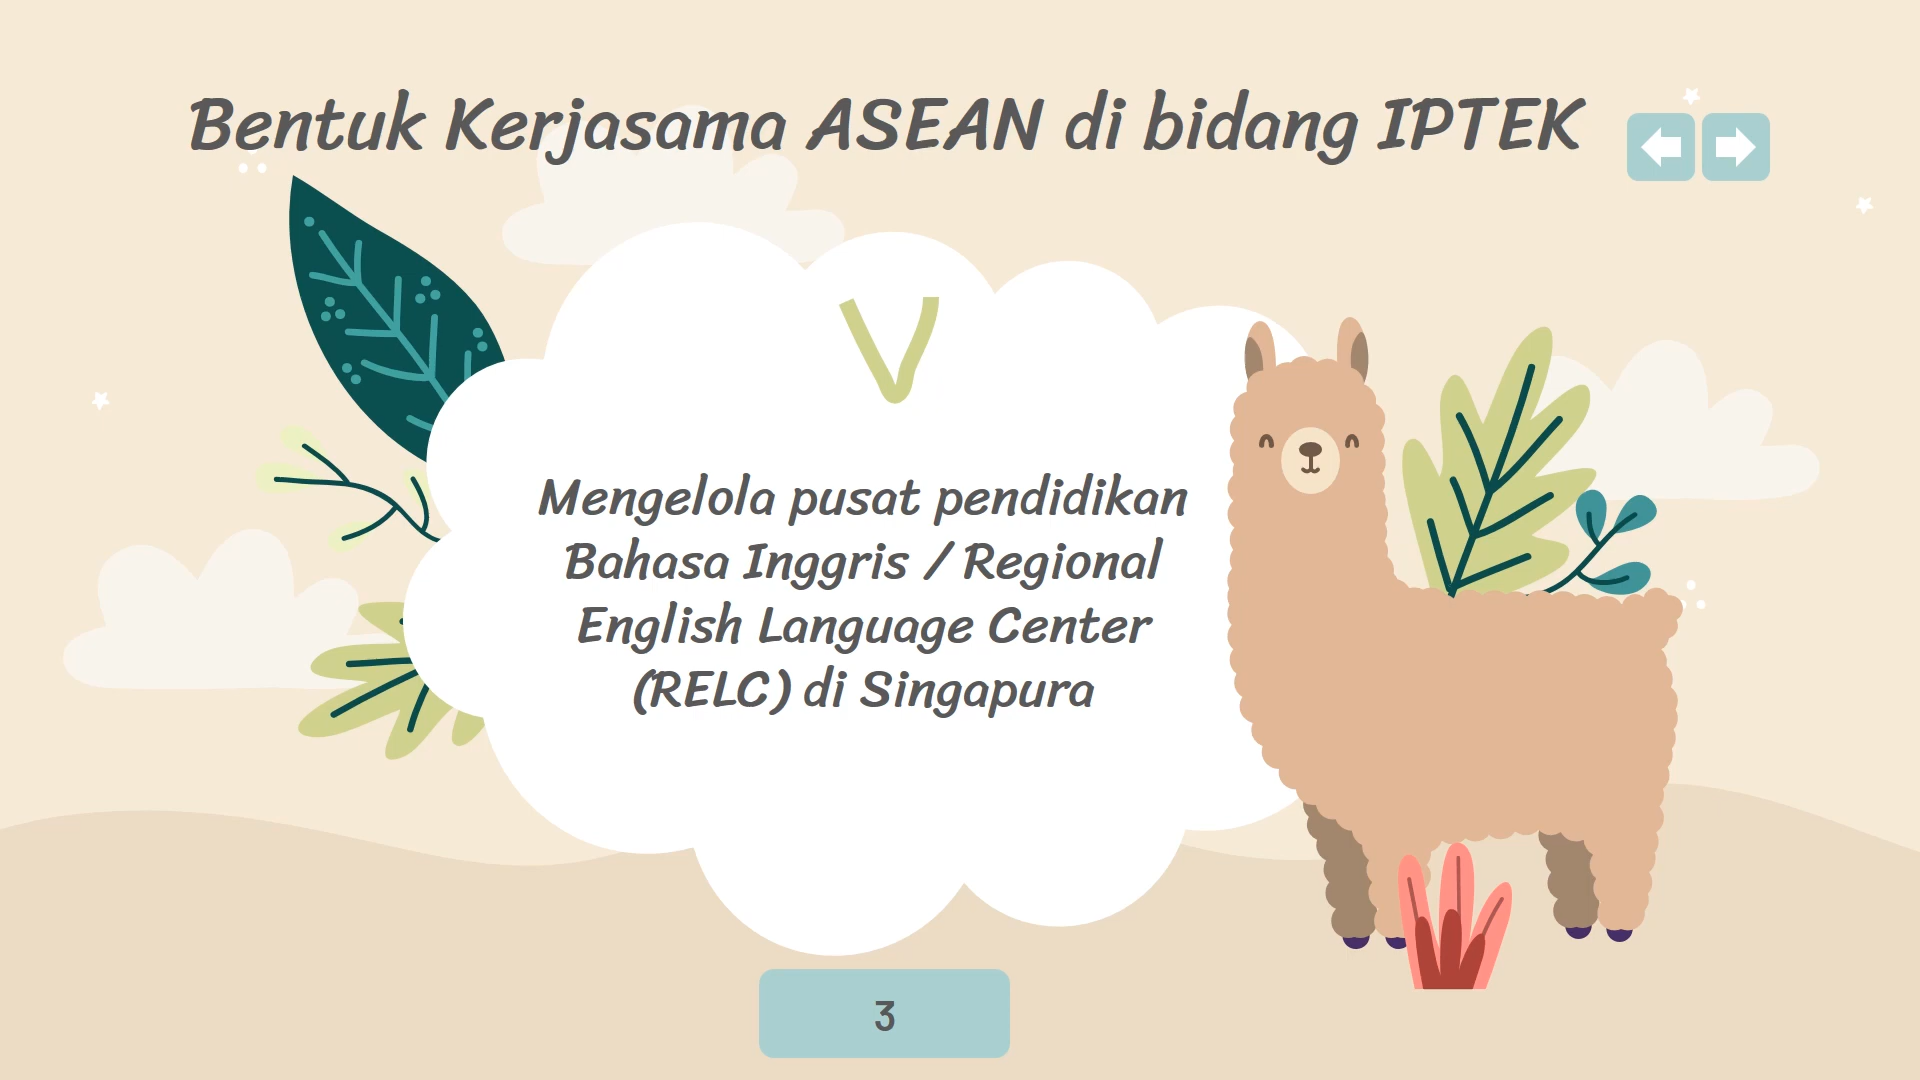 Bentuk Kerjasama ASEAN di bidang IPTEK
V
Mengelola pusat pendidikan
Bahasa Inggris / Regional
English Language Center
(RELC) di Singapura
3